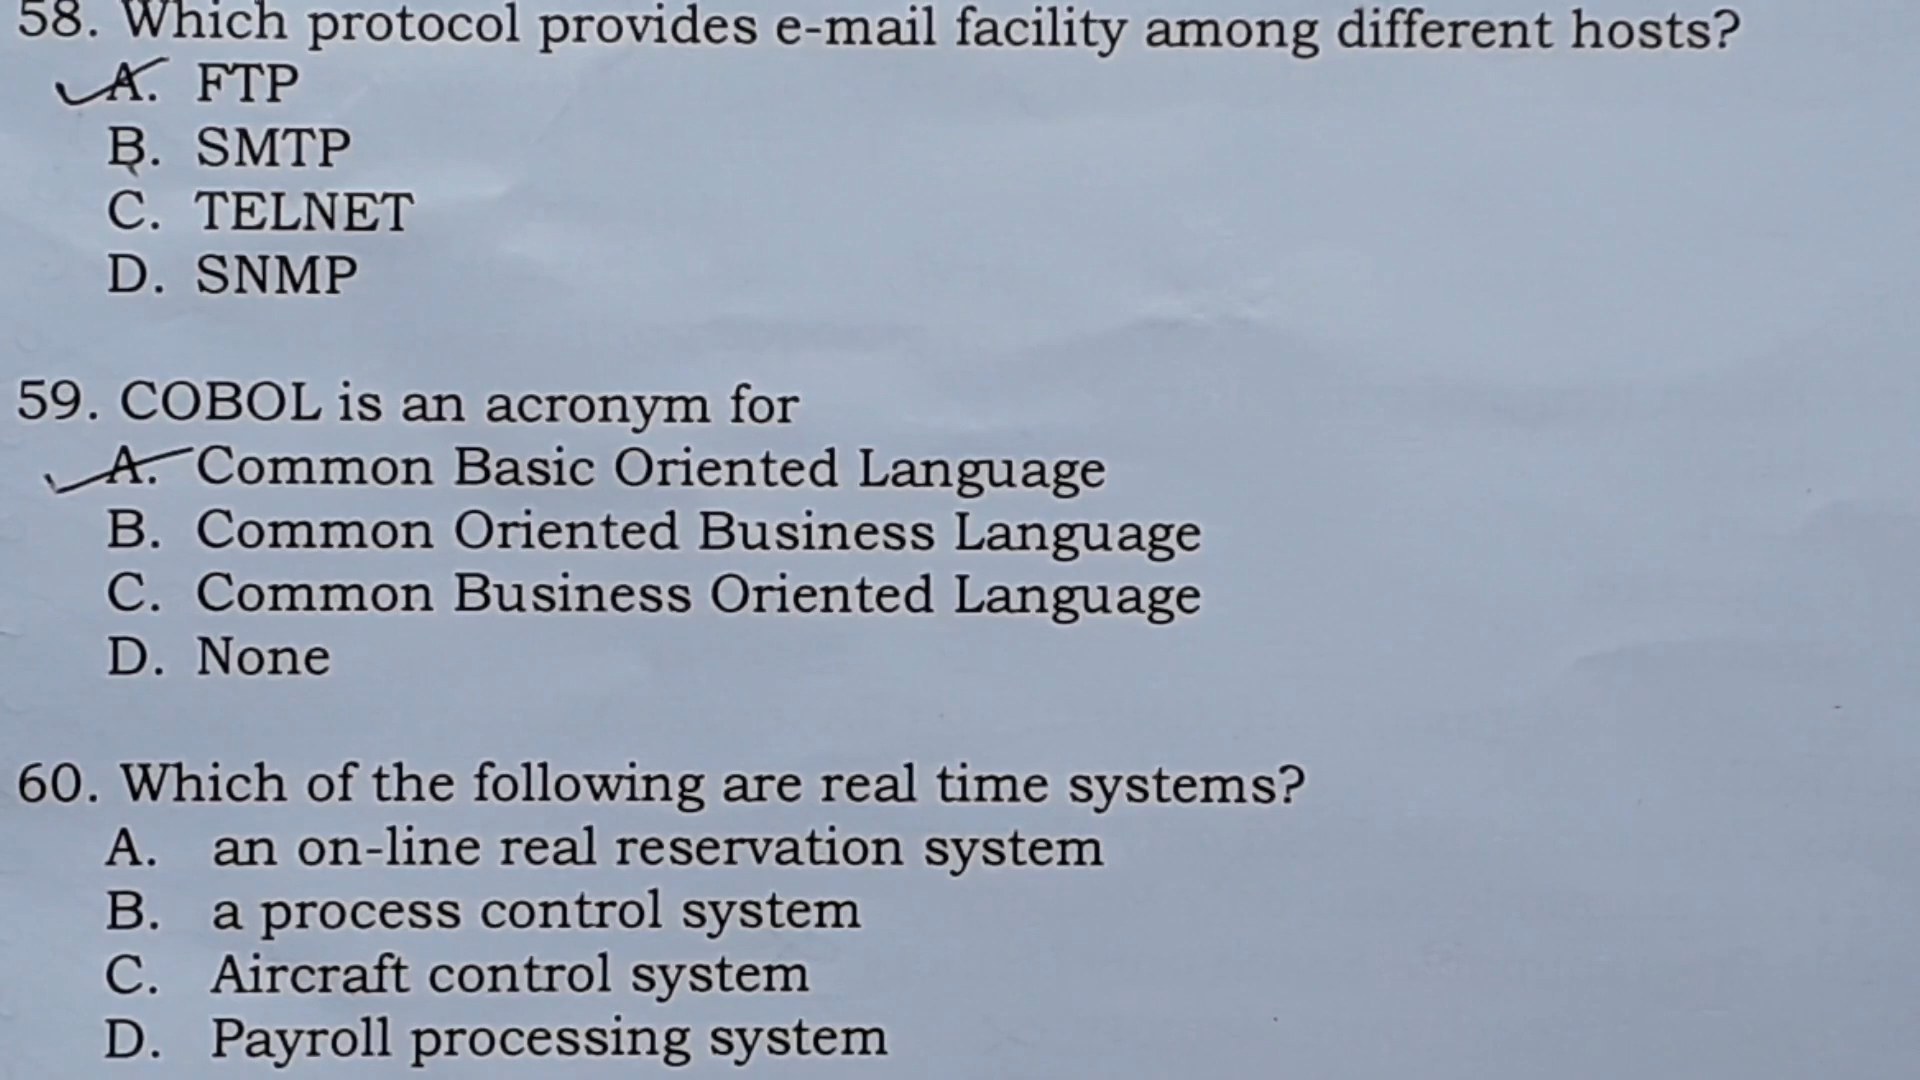 58. Which protocol provides e-mail facility among different hosts?
A. FTP
B. SMTP
C. TELNET
D. SNMP
59. COBOL is an acronym for
A. Common Basic Oriented Language
B. Common Oriented Business Language
C. Common Business Oriented Language
D. None
60. Which of the following are real time systems?
A. an on-line real reservation system
B. a process control system
C. Aircraft control system
D. Payroll processing system